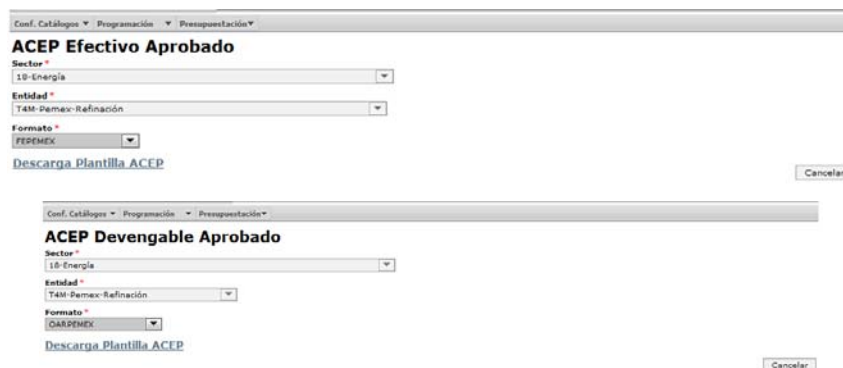 Conf. Catálogos Programación Presupuestación
ACEP Efectivo Aprobado
Sector *
18-Energía
Entidad *
T4M-Pemex-Refinación
Formato *
FEPEMEX
Descarga Plantilla ACEP
Cancelar
Conf. Catálogos Programación Presupuestación
ACEP Devengable Aprobado
Sector *
18-Energía
Entidad *
T4M-Pemex-Refinación
Formato *
OARPEMEX
Descarga Plantilla ACEP
Cancelar